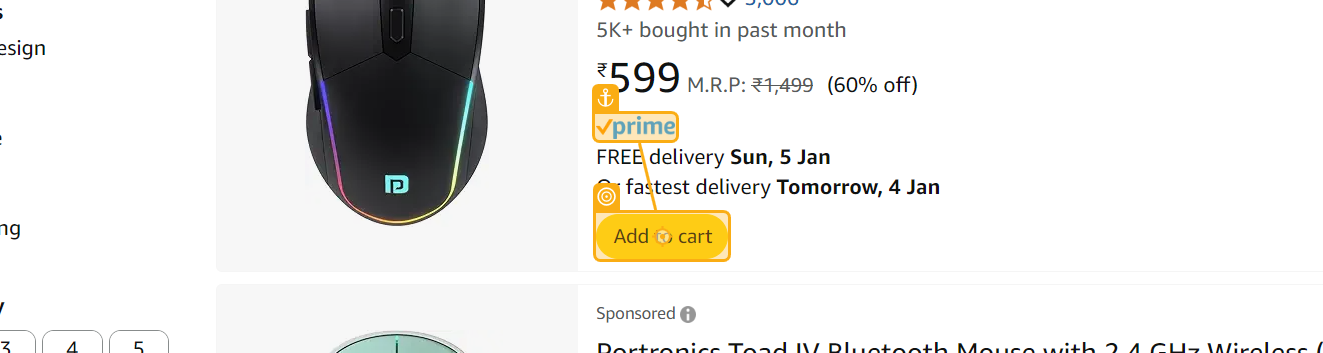 esign
ng
3 4 5
5K+ bought in past month
₹599 M.R.P: ₹1,499 (60% off)
prime
FREE delivery Sun, 5 Jan
Or fastest delivery Tomorrow, 4 Jan
Add to cart
Sponsored
Portronics Toad IV Bluetooth Mouse with 2.4 GHz Wireless (